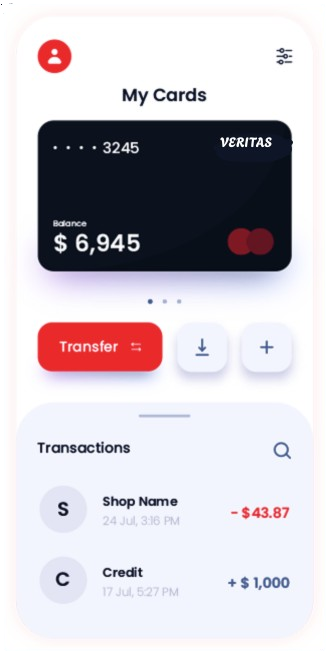 My Cards
• • • • 3245
VERITAS
Balance
$ 6,945
Transfer
Transactions
S
Shop Name
24 Jul, 3:16 PM
- $43.87
C
Credit
17 Jul, 5:27 PM
+ $ 1,000